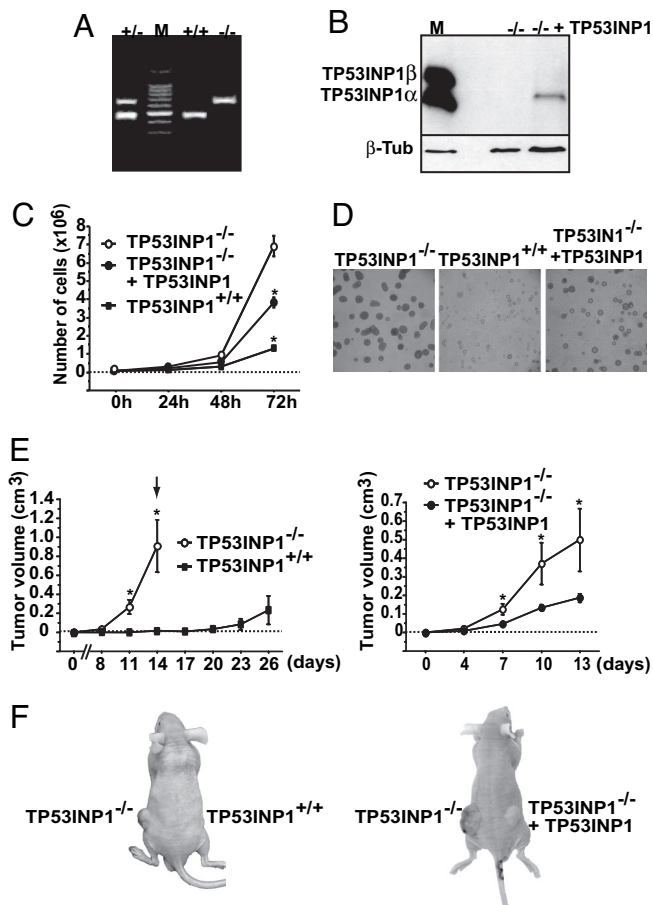 A
+/- M +/+ -/-
B
M -/- -/- + TP53INP1
TP53INP1β
TP53INP1α
β-Tub
C
Number of cells (x10⁶)
8
7
6
5
4
3
2
1
0
TP53INP1-/-
TP53INP1-/-
+ TP53INP1
TP53INP1+/+
*
*
0h 24h 48h 72h
D
TP53INP1-/- TP53INP1+/+ TP53IN1-/-
+TP53INP1
E
Tumor volume (cm³)
1.4
1.2
1.0
0.8
0.6
0.4
0.2
0
*
*
TP53INP1-/-
TP53INP1+/+
0 // 8 11 14 17 20 23 26 (days)
Tumor volume (cm³)
0.7
0.6
0.5
0.4
0.3
0.2
0.1
0
TP53INP1-/-
TP53INP1-/-
+ TP53INP1
*
*
*
0 4 7 10 13 (days)
F
TP53INP1-/- TP53INP1+/+
TP53INP1-/- TP53INP1-/-
+ TP53INP1